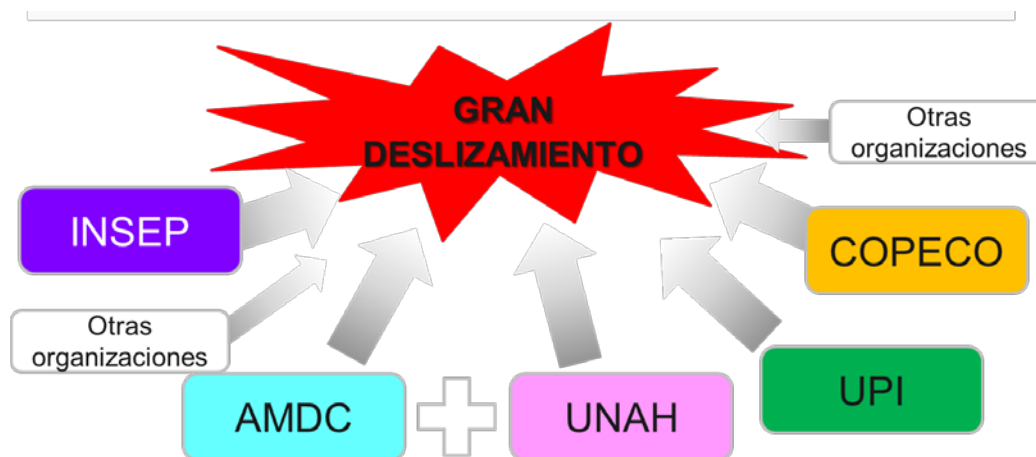 GRAN
DESLIZAMIENTO
Otras
organizaciones
INSEP
COPECO
Otras
organizaciones
AMDC
UNAH
UPI